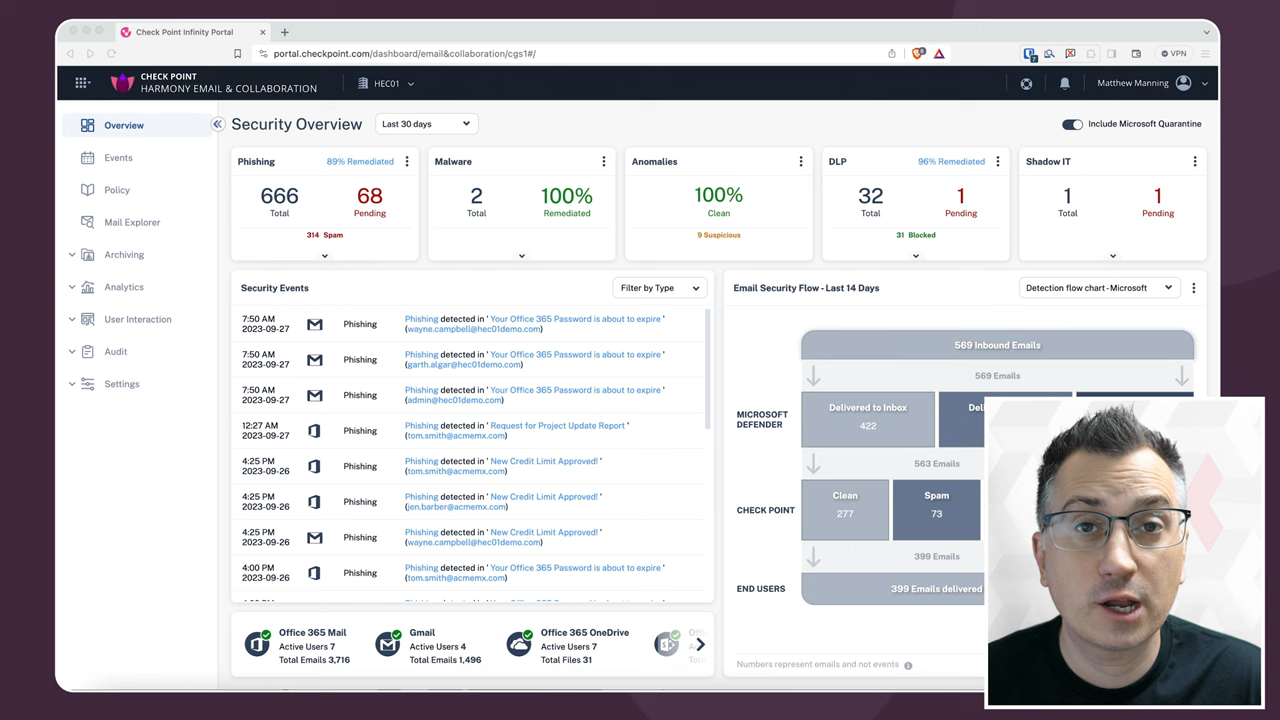 Check Point Infinity Portal
portal.checkpoint.com/dashboard/email&collaboration/cgs1#/
7
VPN
CHECK POINT
HARMONY EMAIL & COLLABORATION
HEC01
Matthew Manning
Overview
Events
Policy
Mail Explorer
Archiving
Analytics
User Interaction
Audit
Settings
Security Overview
Last 30 days
Include Microsoft Quarantine
Phishing
89% Remediated
666
Total
68
Pending
314 Spam
Malware
2
Total
100%
Remediated
Anomalies
100%
Clean
9 Suspicious
DLP
96% Remediated
32
Total
1
Pending
31 Blocked
Shadow IT
1
Total
1
Pending
Security Events
Filter by Type
7:50 AM
2023-09-27
Phishing
Phishing detected in ' Your Office 365 Password is about to expire '
(wayne.campbell@hec01demo.com)
7:50 AM
2023-09-27
Phishing
Phishing detected in ' Your Office 365 Password is about to expire '
(garth.algar@hec01demo.com)
7:50 AM
2023-09-27
Phishing
Phishing detected in ' Your Office 365 Password is about to expire '
(admin@hec01demo.com)
12:27 AM
2023-09-27
Phishing
Phishing detected in ' Request for Project Update Report '
(tom.smith@acmemx.com)
4:25 PM
2023-09-26
Phishing
Phishing detected in ' New Credit Limit Approved! '
(tom.smith@acmemx.com)
4:25 PM
2023-09-26
Phishing
Phishing detected in ' New Credit Limit Approved! '
(jen.barber@acmemx.com)
4:25 PM
2023-09-26
Phishing
Phishing detected in ' New Credit Limit Approved! '
(wayne.campbell@hec01demo.com)
4:00 PM
2023-09-26
Phishing
Phishing detected in ' Your Office 365 Password is about to expire '
(tom.smith@acmemx.com)
Office 365 Mail
Active Users 7
Total Emails 3,716
Gmail
Active Users 4
Total Emails 1,496
Office 365 OneDrive
Active Users 7
Total Files 31
Email Security Flow - Last 14 Days
Detection flow chart - Microsoft
569 Inbound Emails
569 Emails
MICROSOFT
DEFENDER
Delivered to Inbox
422
563 Emails
CHECK POINT
Clean
277
Spam
73
399 Emails
END USERS
399 Emails delivered
Numbers represent emails and not events